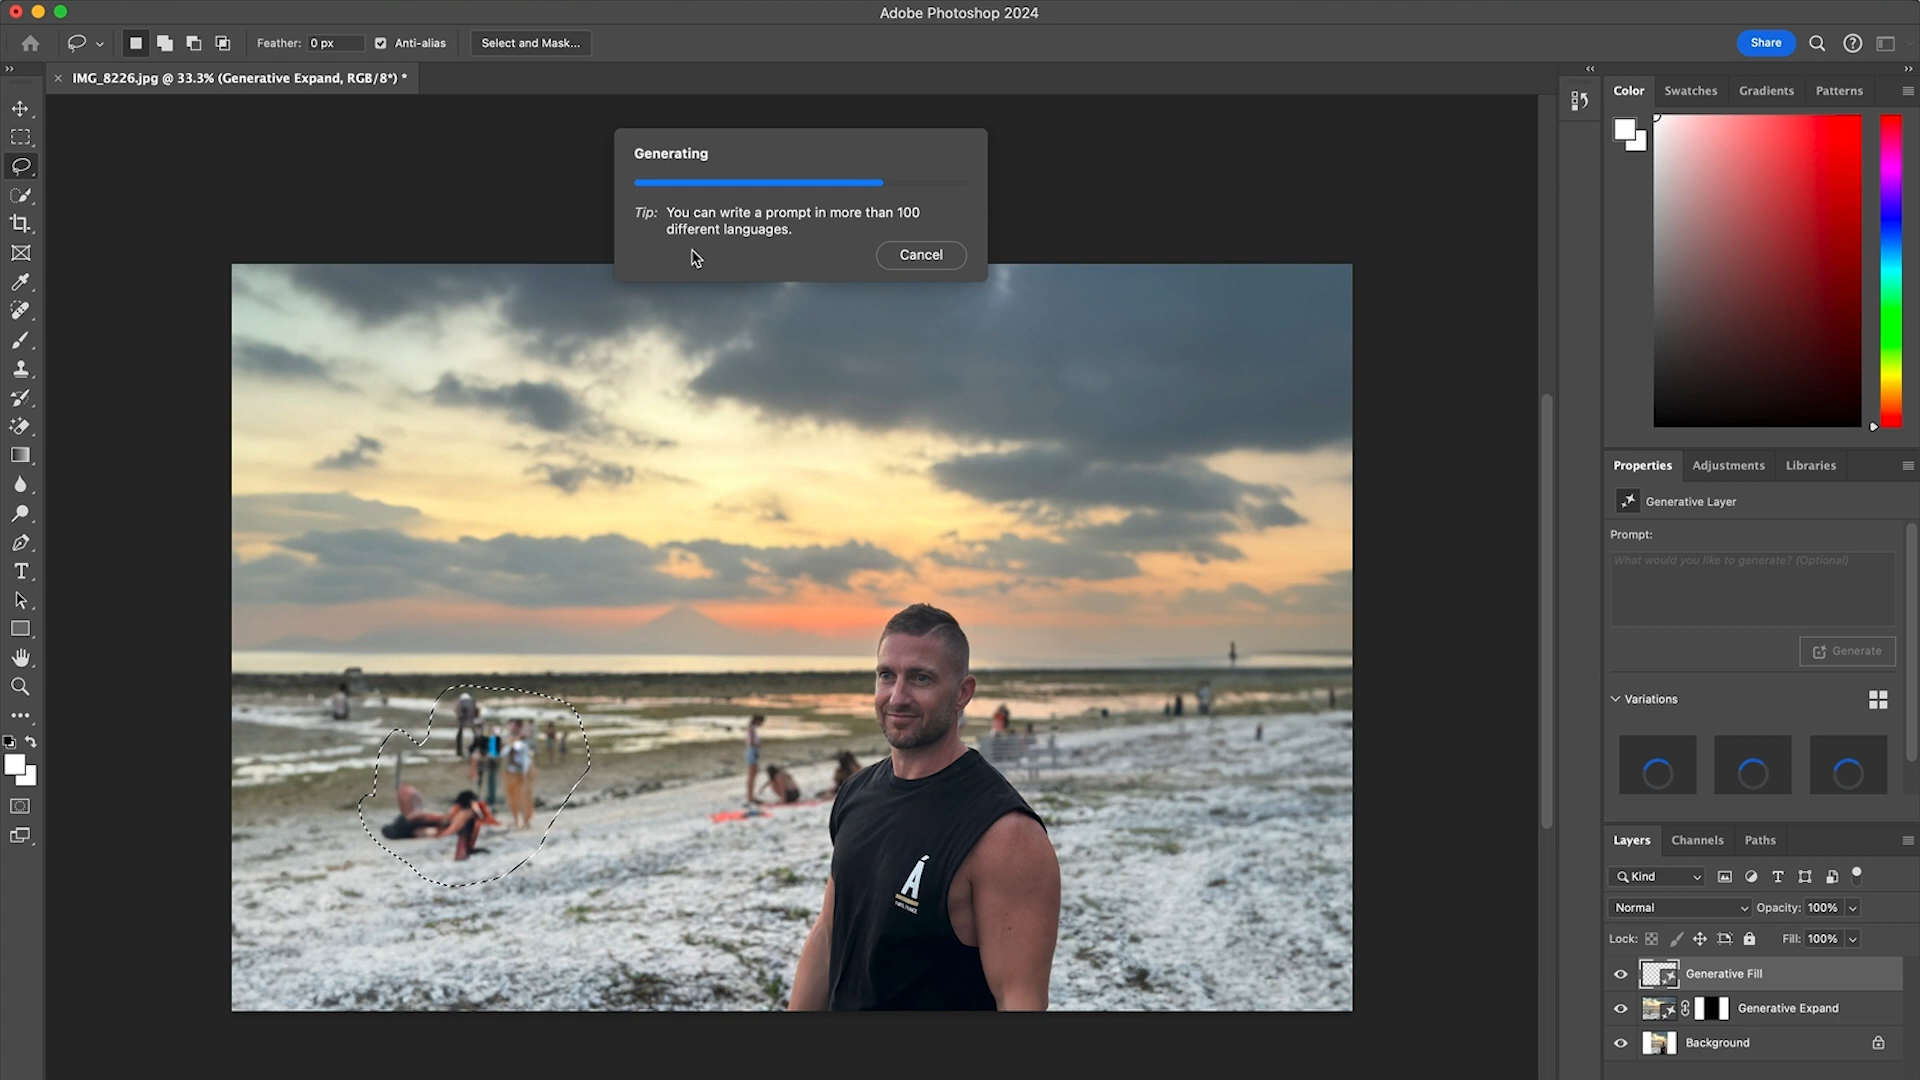 Adobe Photoshop 2024
Feather: 0 px
Anti-alias
Select and Mask...
Share
IMG_8226.jpg @ 33.3% (Generative Expand, RGB/8*) *
Generating
Tip: You can write a prompt in more than 100
different languages.
Cancel
Á
Color
Swatches
Gradients
Patterns
Properties
Adjustments
Libraries
Generative Layer
Prompt:
What would you like to generate? (Optional)
Generate
Variations
Layers
Channels
Paths
Kind
Normal
Opacity: 100%
Lock:
Fill: 100%
Generative Fill
Generative Expand
Background